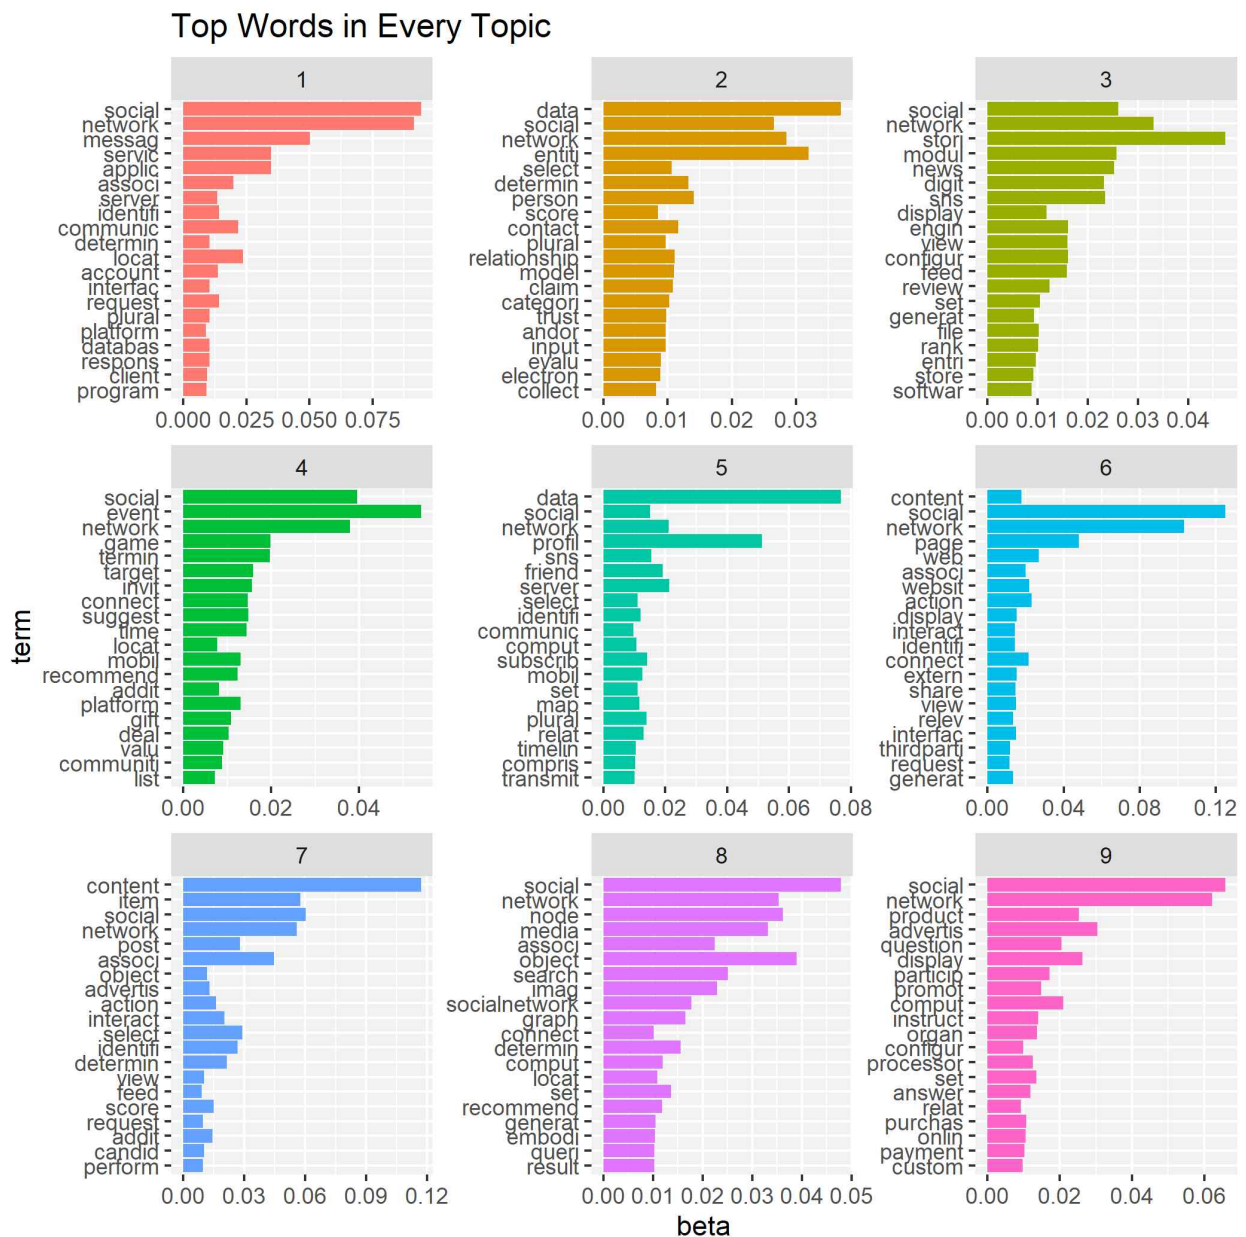 Top Words in Every Topic
1
social
network
messag
servic
applic
associ
server
identifi
communic
determin
locat
account
interfac
request
plural
platform
databas
respons
client
program
0.000 0.025 0.050 0.075
2
data
social
network
entiti
select
determin
person
score
contact
plural
relationship
model
claim
categori
trust
andor
input
evalu
electron
collect
0.00 0.01 0.02 0.03
3
social
network
stori
modul
news
digit
sns
display
engin
view
configur
feed
review
set
generat
file
rank
entri
store
softwar
0.00 0.01 0.02 0.03 0.04
4
social
event
network
game
termin
target
invit
connect
suggest
time
locat
mobil
recommend
addit
platform
gift
deal
valu
communiti
list
0.00 0.02 0.04
5
data
social
network
profil
sns
friend
server
select
identifi
communic
comput
subscrib
mobil
set
map
plural
relat
timelin
compris
transmit
0.00 0.02 0.04 0.06 0.08
6
content
social
network
page
web
associ
websit
action
display
interact
identifi
connect
extern
share
view
relev
interfac
thirdparti
request
generat
0.00 0.04 0.08 0.12
7
content
item
social
network
post
associ
object
advertis
action
interact
select
identifi
determin
view
feed
score
request
addit
candid
perform
0.00 0.03 0.06 0.09 0.12
8
social
network
node
media
associ
object
search
imag
socialnetwork
graph
connect
determin
comput
locat
set
recommend
generat
embodi
queri
result
0.00 0.01 0.02 0.03 0.04 0.05
9
social
network
product
advertis
question
display
particip
promot
comput
instruct
organ
configur
processor
set
answer
relat
purchas
onlin
payment
custom
0.00 0.02 0.04 0.06
term
beta